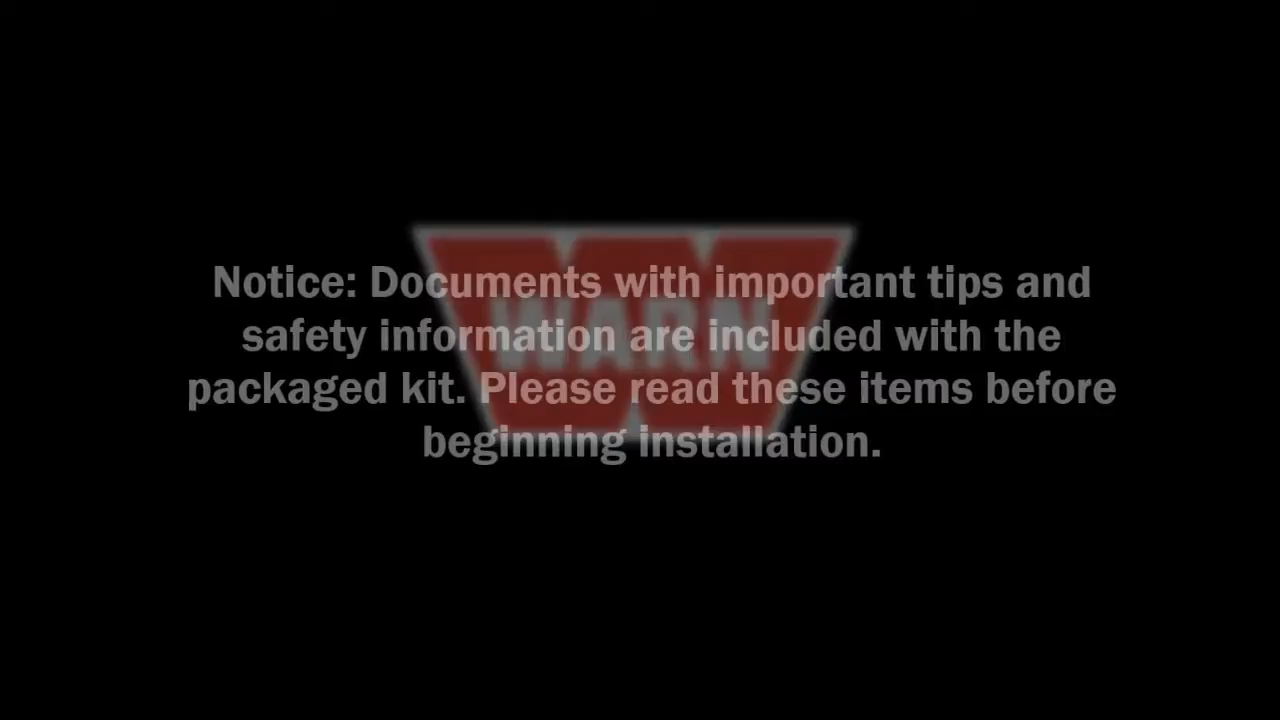 Notice: Documents with important tips and
safety information are included with the
packaged kit. Please read these items before
beginning installation.
WARN